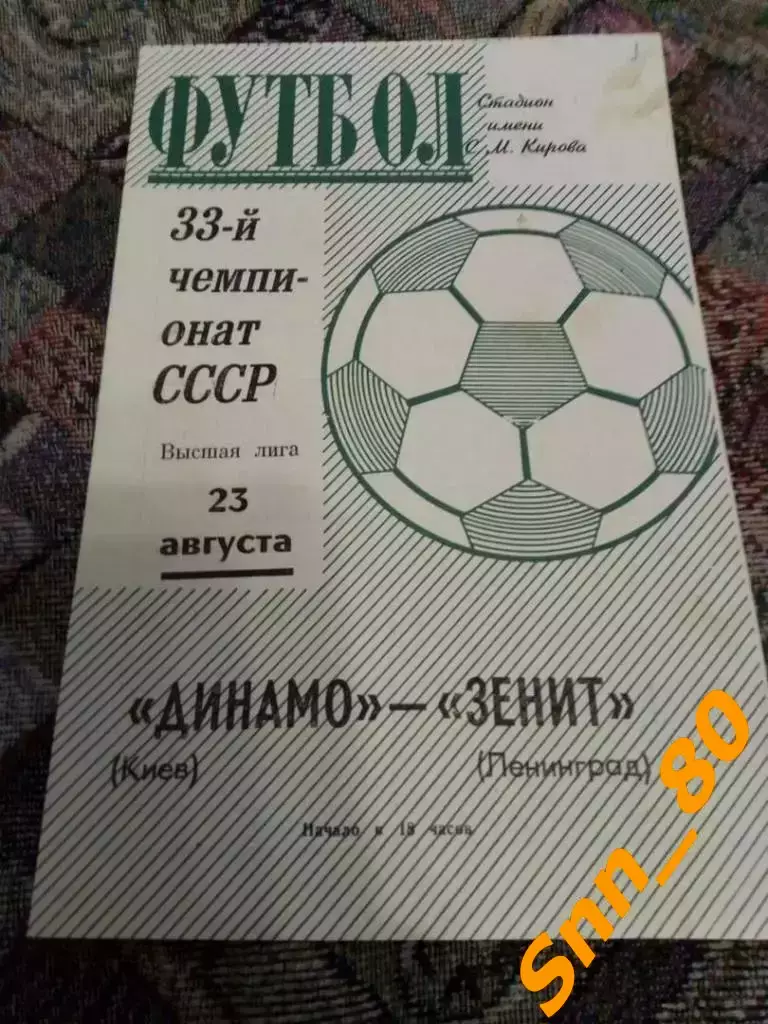 ФУТБОЛ
Стадион
имени
С. М. Кирова
33-й
чемпи-
онат
СССР
Высшая лига
23
августа
«ДИНАМО» — «ЗЕНИТ»
(Киев) (Ленинград)
Начало в 18 часов
Snn_80